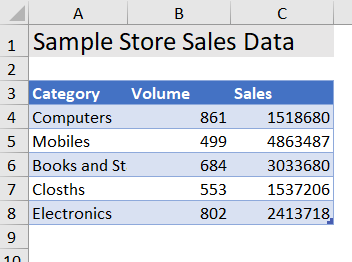 A B C
1 Sample Store Sales Data
2
3 Category Volume Sales
4 Computers 861 1518680
5 Mobiles 499 4863487
6 Books and St 684 3033680
7 Closths 553 1537206
8 Electronics 802 2413718
9
10